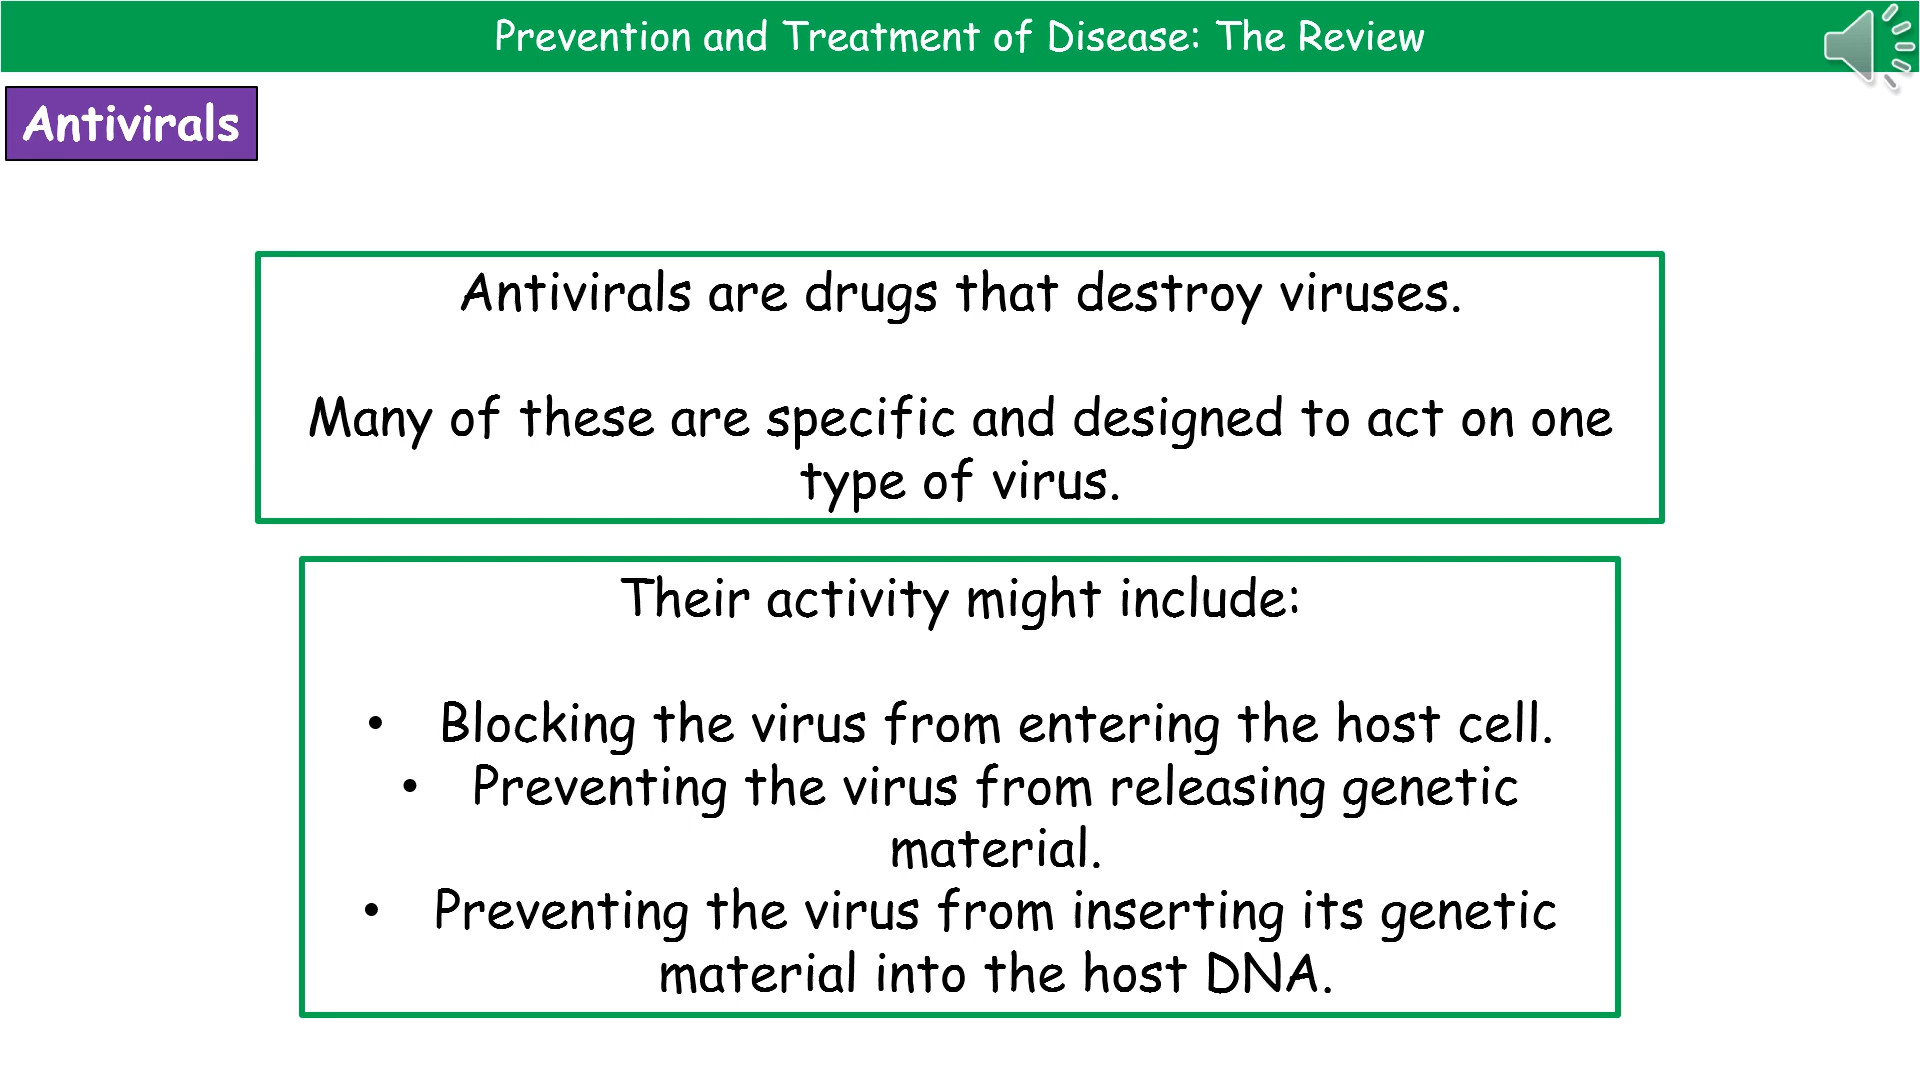 Prevention and Treatment of Disease: The Review
Antivirals
Antivirals are drugs that destroy viruses.
Many of these are specific and designed to act on one
type of virus.
Their activity might include:
• Blocking the virus from entering the host cell.
• Preventing the virus from releasing genetic
material.
• Preventing the virus from inserting its genetic
material into the host DNA.